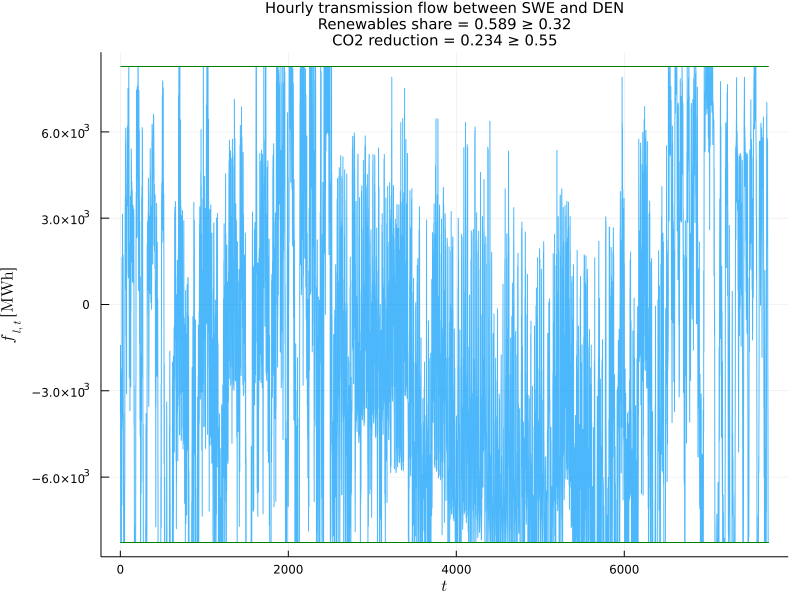 Hourly transmission flow between SWE and DEN
Renewables share = 0.589 ≥ 0.32
CO2 reduction = 0.234 ≥ 0.55
6.0×10³
3.0×10³
0
−3.0×10³
−6.0×10³
f_{l,t} [MWh]
0 2000 4000 6000
t